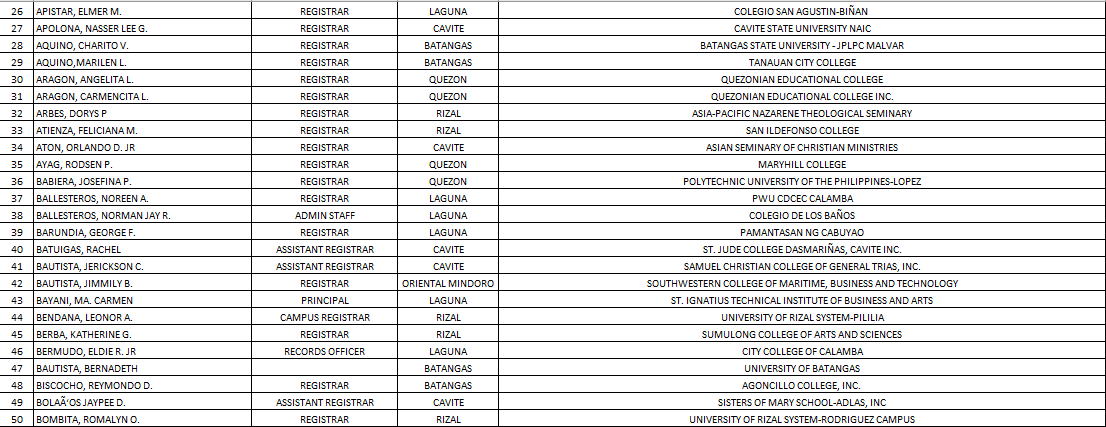 26 APISTAR, ELMER M. REGISTRAR LAGUNA COLEGIO SAN AGUSTIN-BIÑAN
27 APOLONA, NASSER LEE G. REGISTRAR CAVITE CAVITE STATE UNIVERSITY NAIC
28 AQUINO, CHARITO V. REGISTRAR BATANGAS BATANGAS STATE UNIVERSITY - JPLPC MALVAR
29 AQUINO,MARILEN L. REGISTRAR BATANGAS TANAUAN CITY COLLEGE
30 ARAGON, ANGELITA L. REGISTRAR QUEZON QUEZONIAN EDUCATIONAL COLLEGE
31 ARAGON, CARMENCITA L. REGISTRAR QUEZON QUEZONIAN EDUCATIONAL COLLEGE INC.
32 ARBES, DORYS P REGISTRAR RIZAL ASIA-PACIFIC NAZARENE THEOLOGICAL SEMINARY
33 ATIENZA, FELICIANA M. REGISTRAR RIZAL SAN ILDEFONSO COLLEGE
34 ATON, ORLANDO D. JR REGISTRAR CAVITE ASIAN SEMINARY OF CHRISTIAN MINISTRIES
35 AYAG, RODSEN P. REGISTRAR QUEZON MARYHILL COLLEGE
36 BABIERA, JOSEFINA P. REGISTRAR QUEZON POLYTECHNIC UNIVERSITY OF THE PHILIPPINES-LOPEZ
37 BALLESTEROS, NOREEN A. REGISTRAR LAGUNA PWU CDCEC CALAMBA
38 BALLESTEROS, NORMAN JAY R. ADMIN STAFF LAGUNA COLEGIO DE LOS BAÑOS
39 BARUNDIA, GEORGE F. REGISTRAR LAGUNA PAMANTASAN NG CABUYAO
40 BATUIGAS, RACHEL ASSISTANT REGISTRAR CAVITE ST. JUDE COLLEGE DASMARIÑAS, CAVITE INC.
41 BAUTISTA, JERICKSON C. ASSISTANT REGISTRAR CAVITE SAMUEL CHRISTIAN COLLEGE OF GENERAL TRIAS, INC.
42 BAUTISTA, JIMMILY B. REGISTRAR ORIENTAL MINDORO SOUTHWESTERN COLLEGE OF MARITIME, BUSINESS AND TECHNOLOGY
43 BAYANI, MA. CARMEN PRINCIPAL LAGUNA ST. IGNATIUS TECHNICAL INSTITUTE OF BUSINESS AND ARTS
44 BENDANA, LEONOR A. CAMPUS REGISTRAR RIZAL UNIVERSITY OF RIZAL SYSTEM-PILILIA
45 BERBA, KATHERINE G. REGISTRAR RIZAL SUMULONG COLLEGE OF ARTS AND SCIENCES
46 BERMUDO, ELDIE R. JR RECORDS OFFICER LAGUNA CITY COLLEGE OF CALAMBA
47 BAUTISTA, BERNADETH BATANGAS UNIVERSITY OF BATANGAS
48 BISCOCHO, REYMONDO D. REGISTRAR BATANGAS AGONCILLO COLLEGE, INC.
49 BOLAÃ‘OS JAYPEE D. ASSISTANT REGISTRAR CAVITE SISTERS OF MARY SCHOOL-ADLAS, INC
50 BOMBITA, ROMALYN O. REGISTRAR RIZAL UNIVERSITY OF RIZAL SYSTEM-RODRIGUEZ CAMPUS